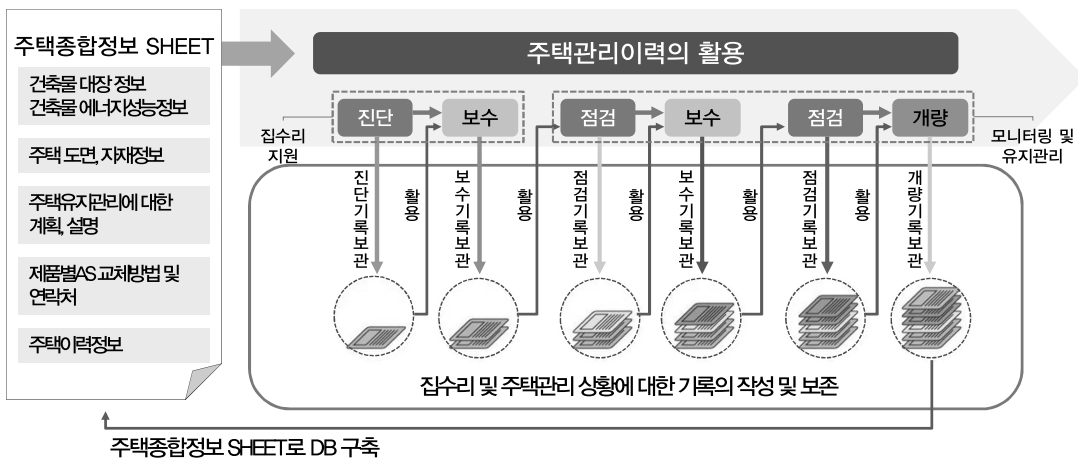 주택종합정보 SHEET
건축물 대장 정보
건축물 에너지성능정보
주택 도면, 자재정보
주택유지관리에 대한
계획, 설명
제품별AS 교체방법 및
연락처
주택이력정보
주택관리이력의 활용
진단
보수
점검
보수
점검
개량
집수리
지원
모니터링 및
유지관리
진단기록보관
활용
보수기록보관
활용
점검기록보관
활용
보수기록보관
활용
점검기록보관
활용
개량기록보관
집수리 및 주택관리 상황에 대한 기록의 작성 및 보존
주택종합정보 SHEET로 DB 구축